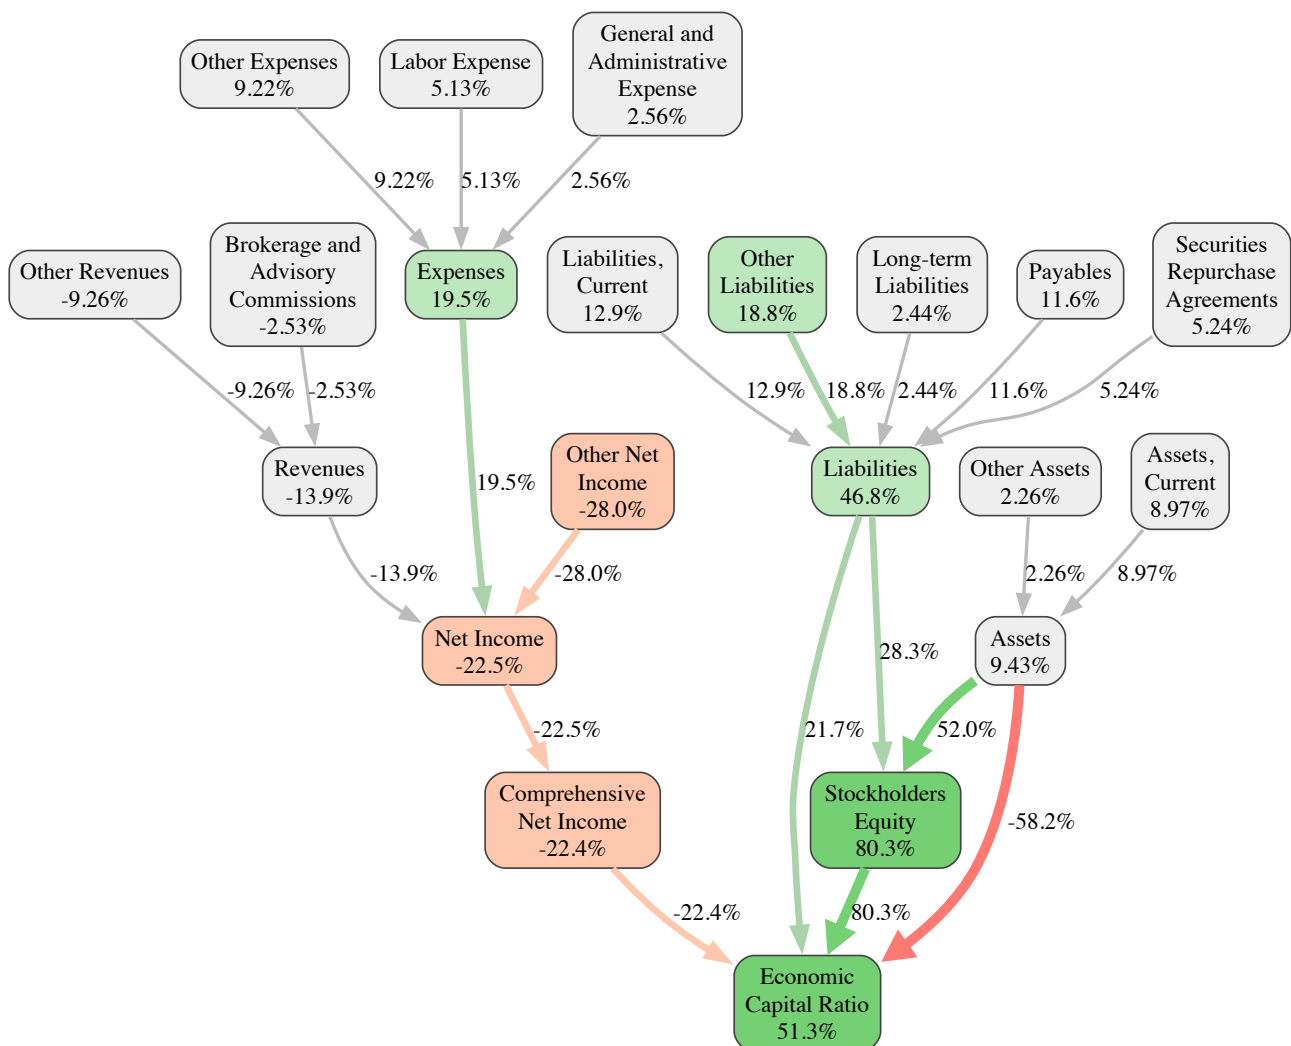 Other Expenses
9.22%
Labor Expense
5.13%
General and
Administrative
Expense
2.56%
9.22%
5.13%
2.56%
Other Revenues
-9.26%
Brokerage and
Advisory
Commissions
-2.53%
Expenses
19.5%
Liabilities,
Current
12.9%
Other
Liabilities
18.8%
Long-term
Liabilities
2.44%
Payables
11.6%
Securities
Repurchase
Agreements
5.24%
-9.26%
-2.53%
12.9%
18.8%
2.44%
11.6%
5.24%
Revenues
-13.9%
19.5%
Other Net
Income
-28.0%
Liabilities
46.8%
Other Assets
2.26%
Assets,
Current
8.97%
-13.9%
-28.0%
2.26%
8.97%
Net Income
-22.5%
28.3%
Assets
9.43%
-22.5%
21.7%
52.0%
Comprehensive
Net Income
-22.4%
Stockholders
Equity
80.3%
-58.2%
-22.4%
80.3%
Economic
Capital Ratio
51.3%